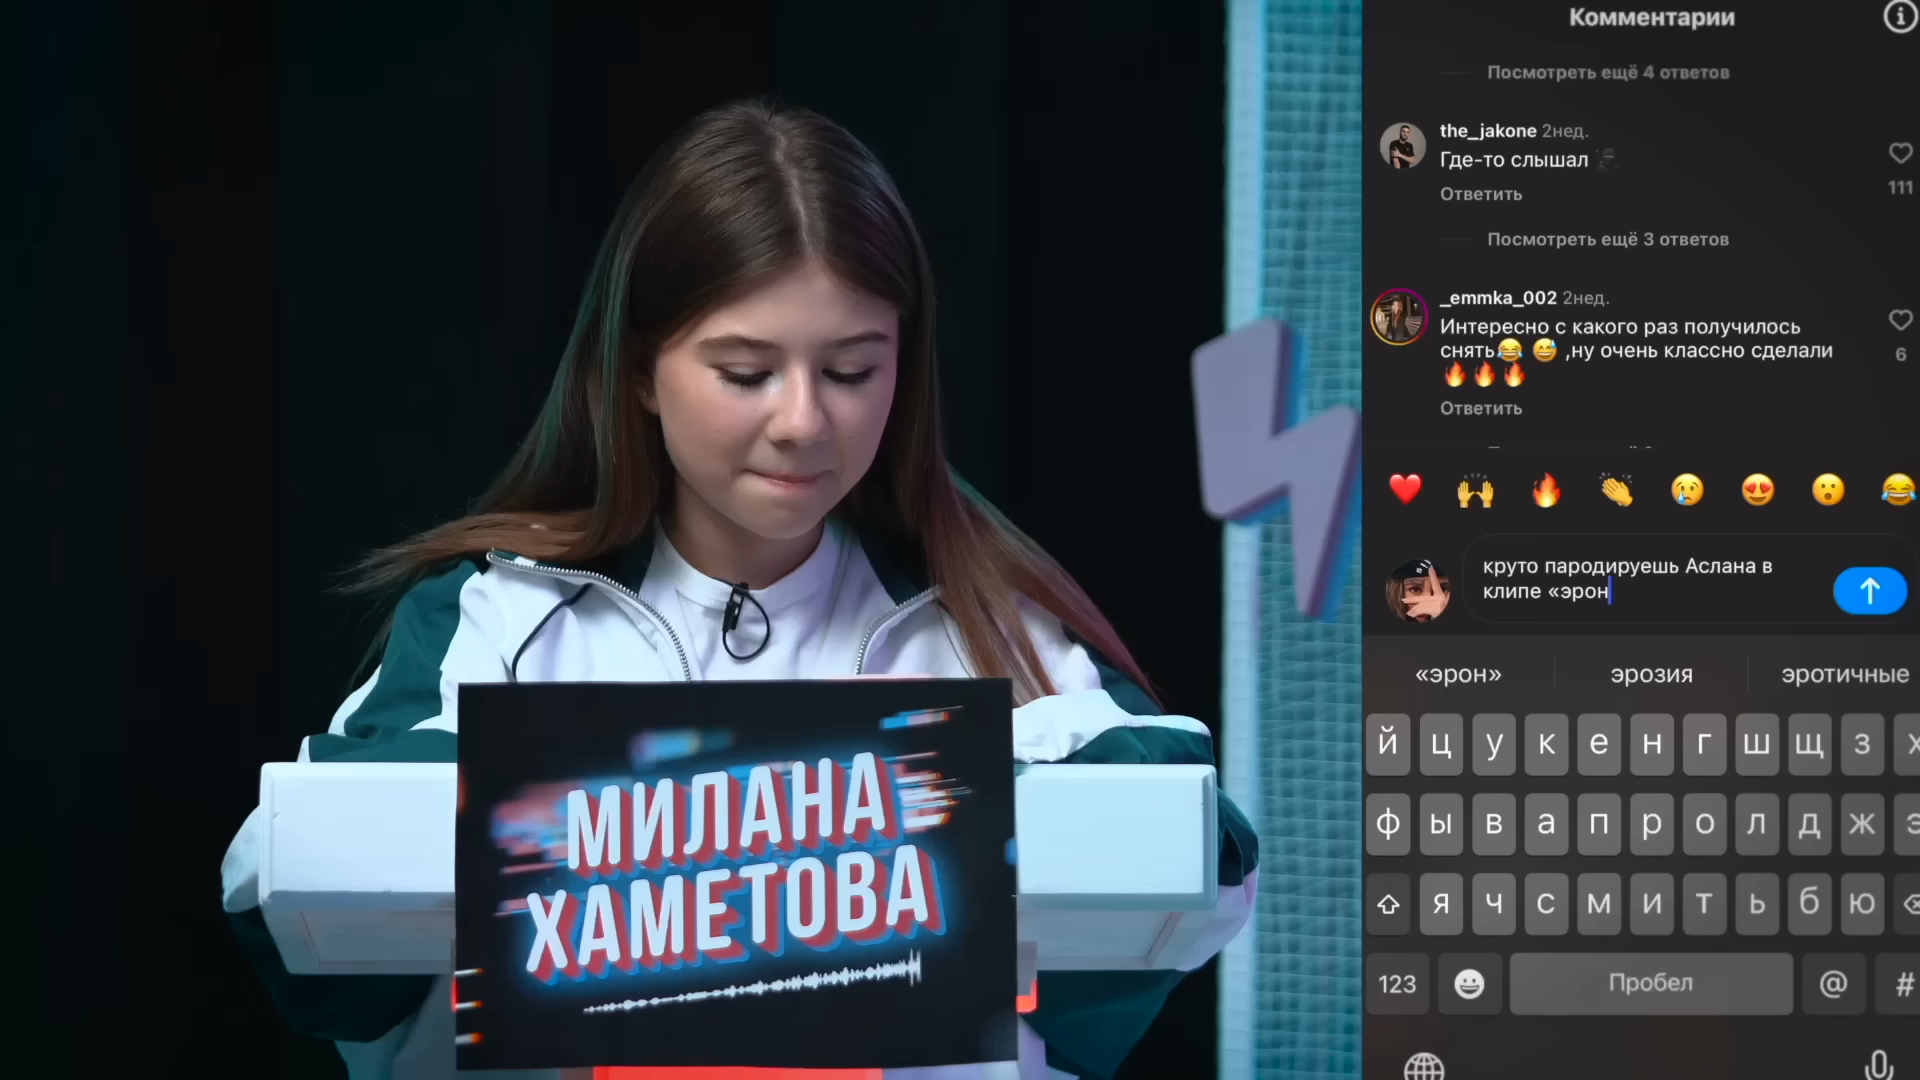 МИЛАНА
ХАМЕТОВА
Комментарии
Посмотреть ещё 4 ответов
the_jakone 2нед.
Где-то слышал
111
Ответить
Посмотреть ещё 3 ответов
_emmka_002 2нед.
Интересно с какого раз получилось
снять😂 😅 ,ну очень классно сделали
6
🔥🔥🔥
Ответить
круто пародируешь Аслана в
клипе «эрон
«эрон» эрозия эротичные
й ц у к е н г ш щ з х
ф ы в а п р о л д ж э
я ч с м и т ь б ю
123 Пробел @ #